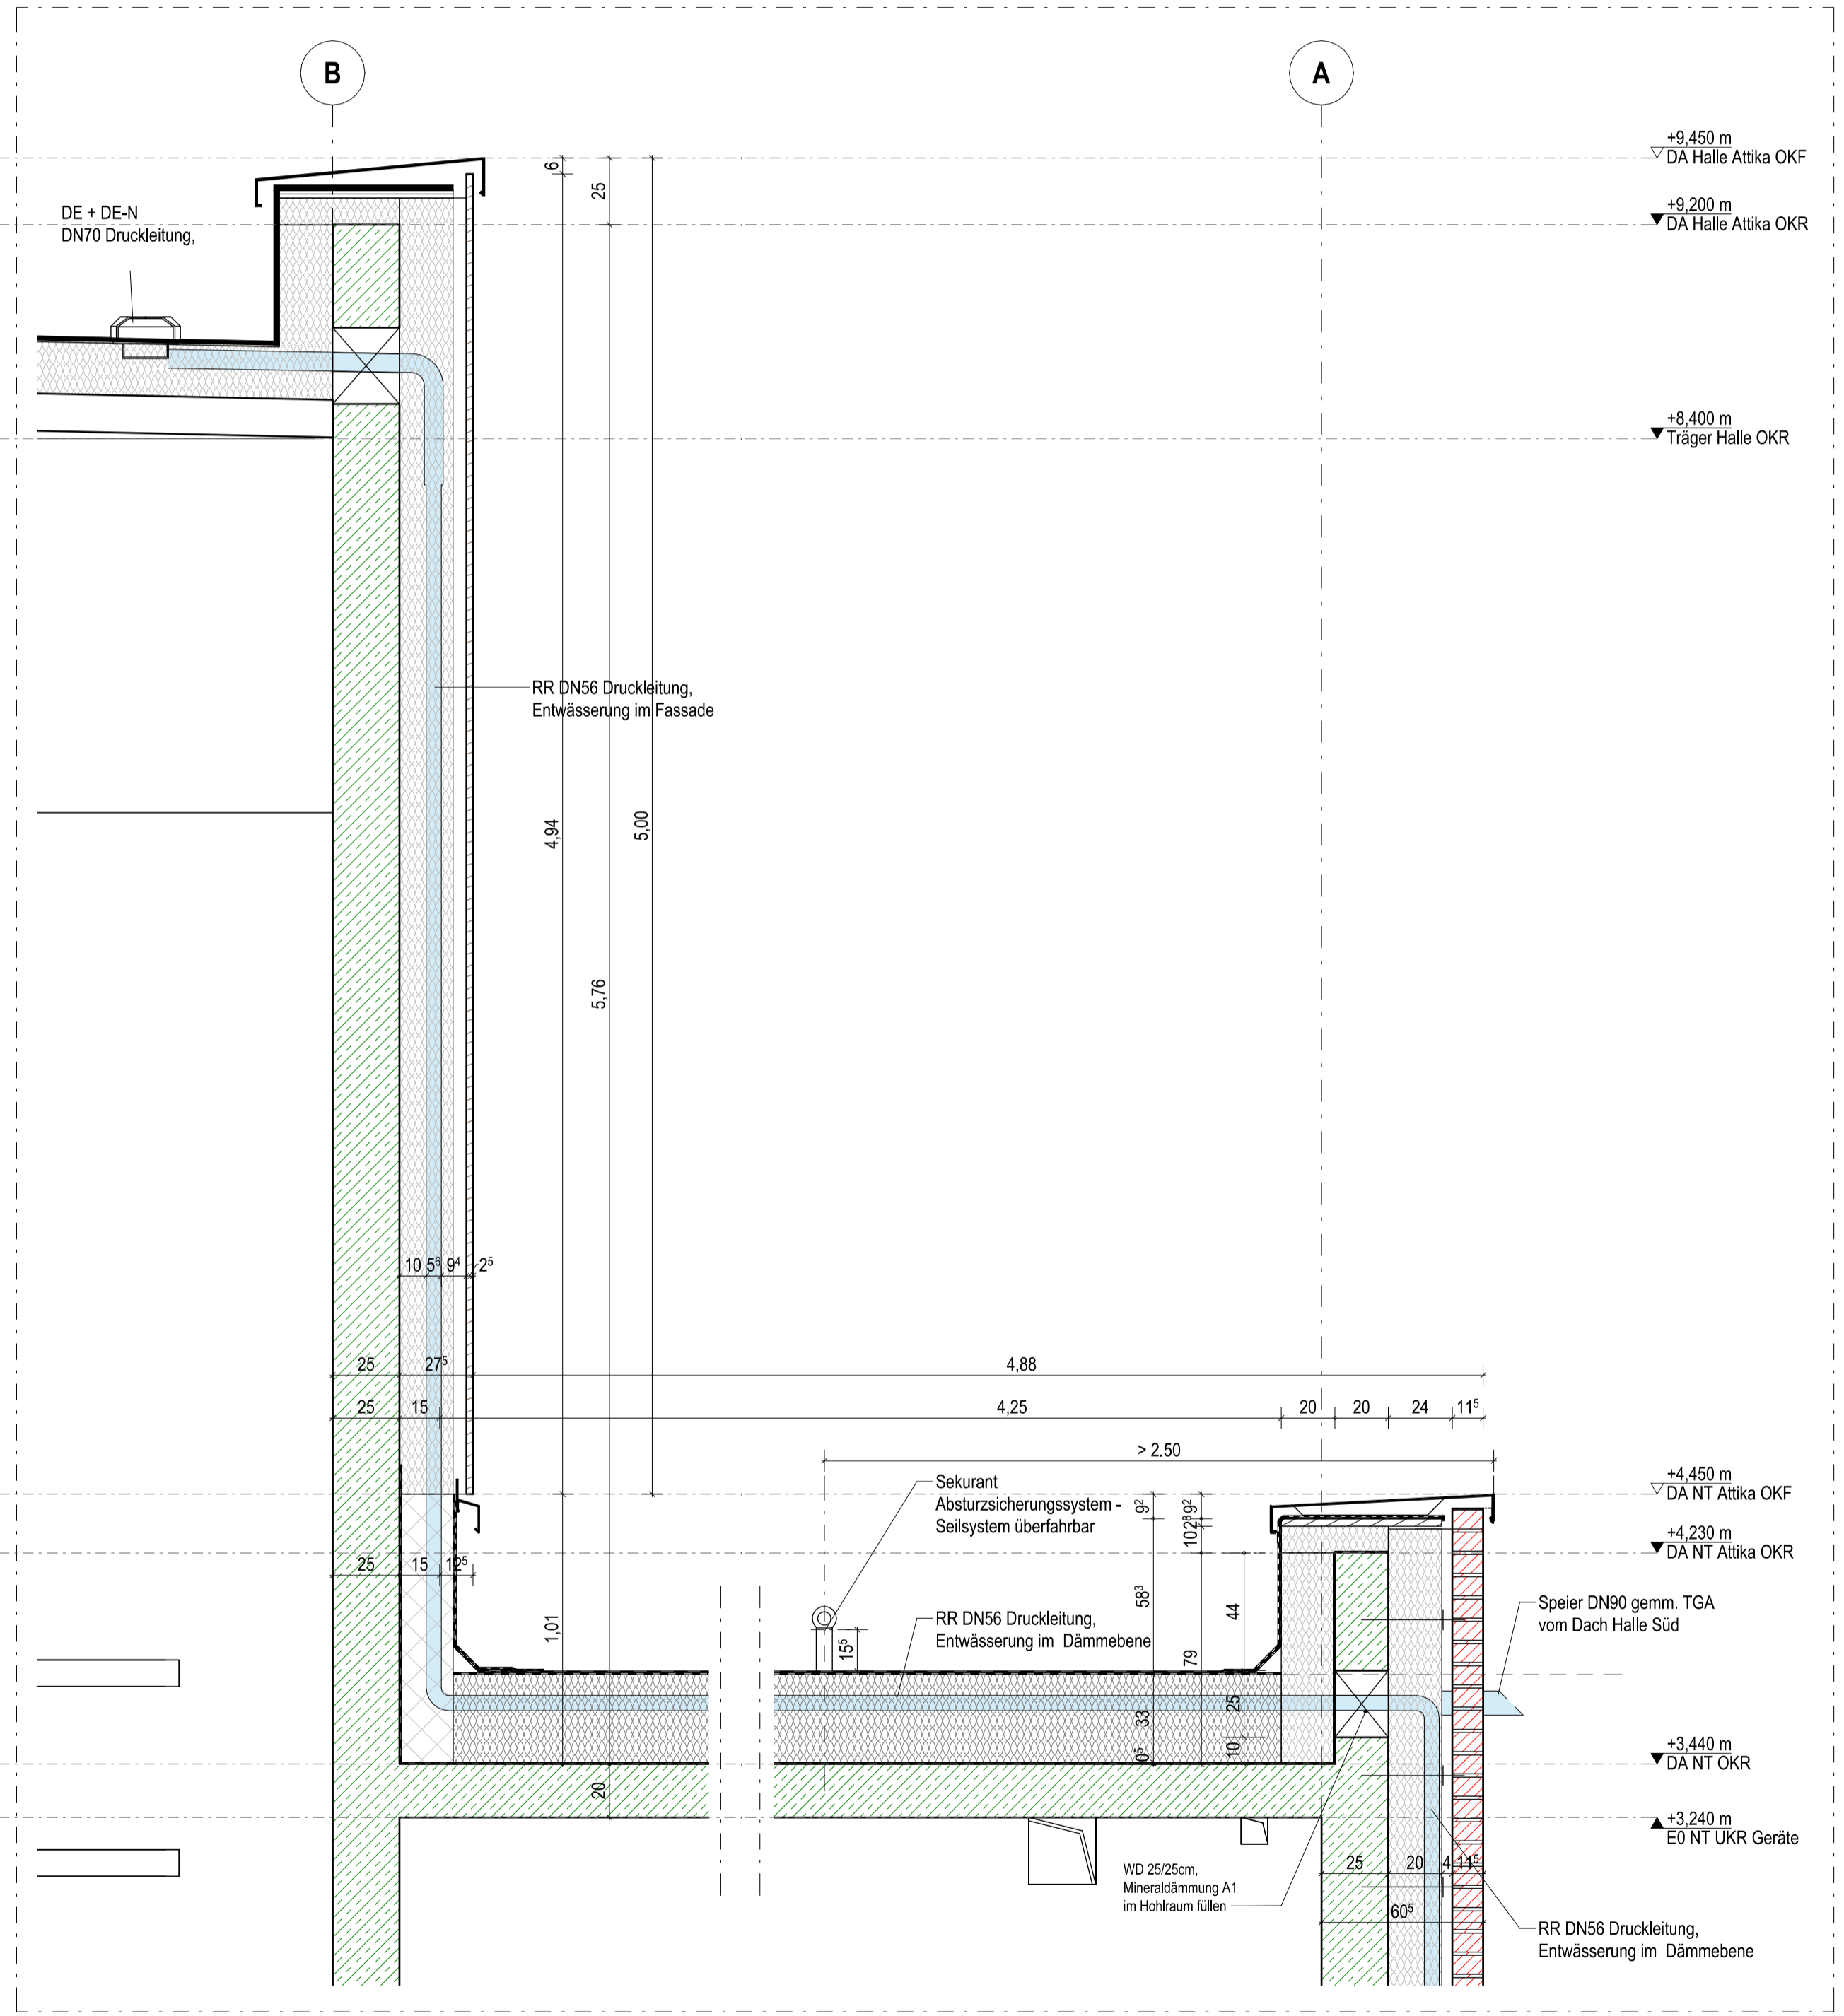 B
A
+9,450 m
DA Halle Attika OKF
+9,200 m
DA Halle Attika OKR
DE + DE-N
DN70 Druckleitung,
+8,400 m
Träger Halle OKR
6
25
RR DN56 Druckleitung,
Entwässerung im Fassade
4,94
5,00
5,76
10 5⁶ 9⁴ 2⁵
25 27⁵ 4,88
25 15 4,25 20 20 24 11⁵
> 2.50
Sekurant
Absturzsicherungssystem -
Seilsystem überfahrbar
+4,450 m
DA NT Attika OKF
+4,230 m
DA NT Attika OKR
9²
9²
2⁸
10
25 15 12⁵
1,01
58³
44
79
15⁵
RR DN56 Druckleitung,
Entwässerung im Dämmebene
Speier DN90 gemm. TGA
vom Dach Halle Süd
33
25
0⁵
10
20
+3,440 m
DA NT OKR
+3,240 m
E0 NT UKR Geräte
WD 25/25cm,
Mineraldämmung A1
im Hohlraum füllen
25 20 4 11⁵
60⁵
RR DN56 Druckleitung,
Entwässerung im Dämmebene